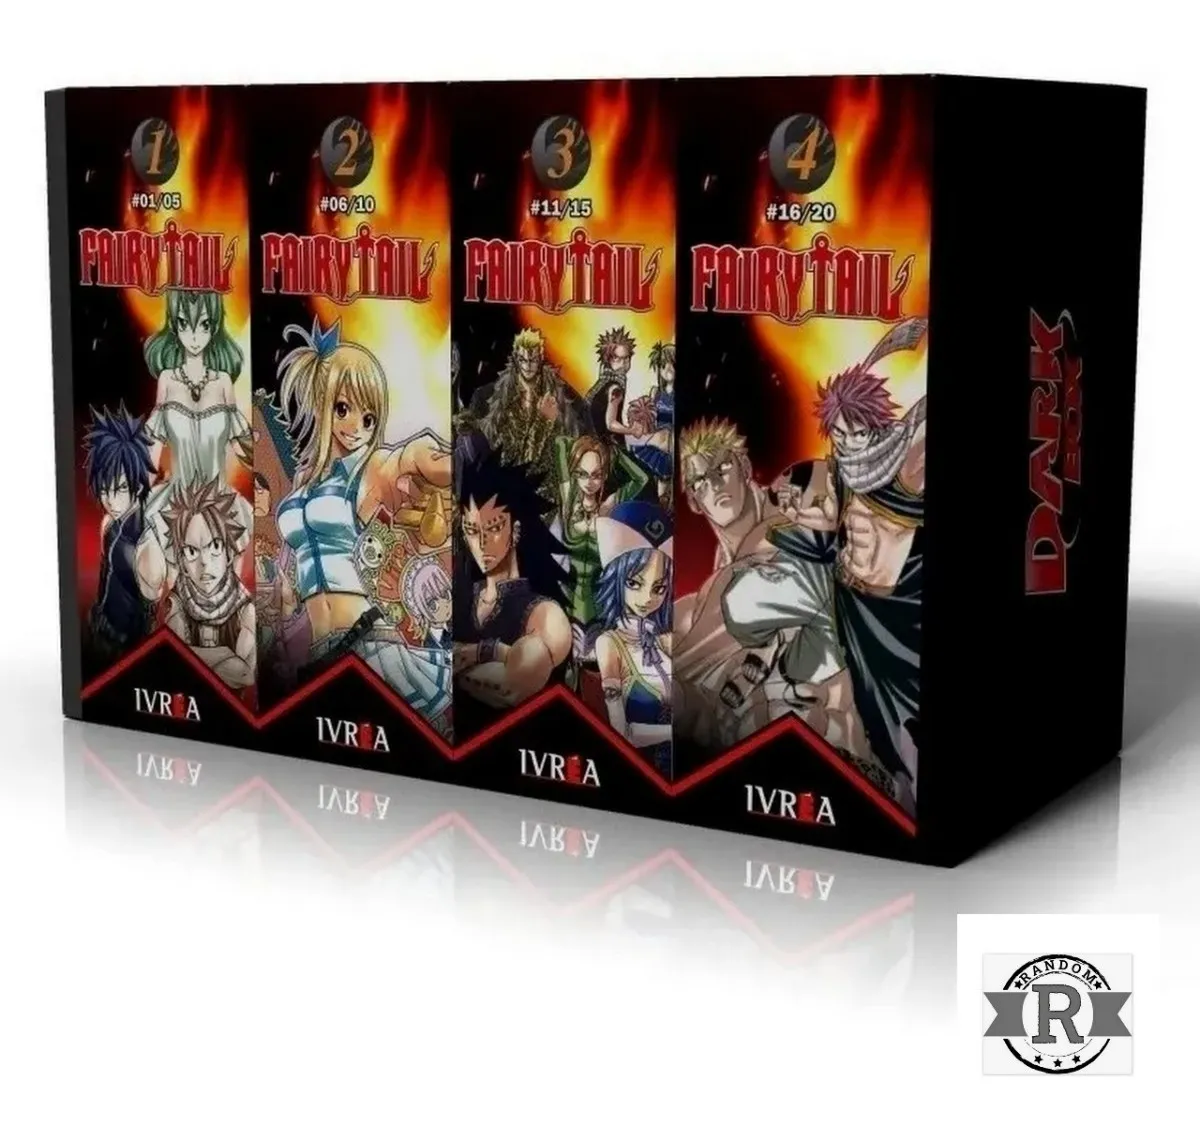 1
#01/05
FAIRY TAIL
IVREA
2
#06/10
FAIRY TAIL
IVREA
3
#11/15
FAIRY TAIL
IVREA
4
#16/20
FAIRY TAIL
IVREA
DARK
BOX
RANDOM
R